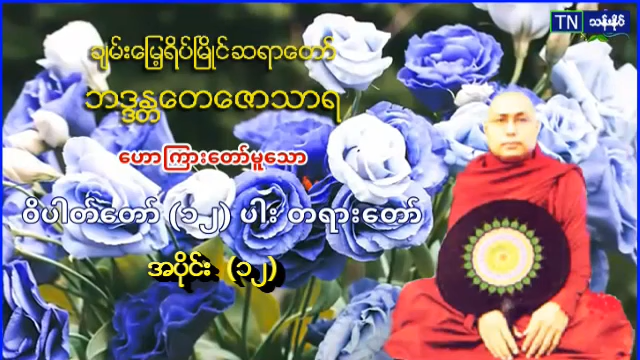 TN သန်းနိုင်
ချမ်းမြေ့ရိပ်မြိုင်ဆရာတော်
ဘဒ္ဒန္တတေဇောသာရ
ဟောကြားတော်မူသော
ဝိပါတ်တော် (၁၂) ပါး တရားတော်
အပိုင်း (၁၂)